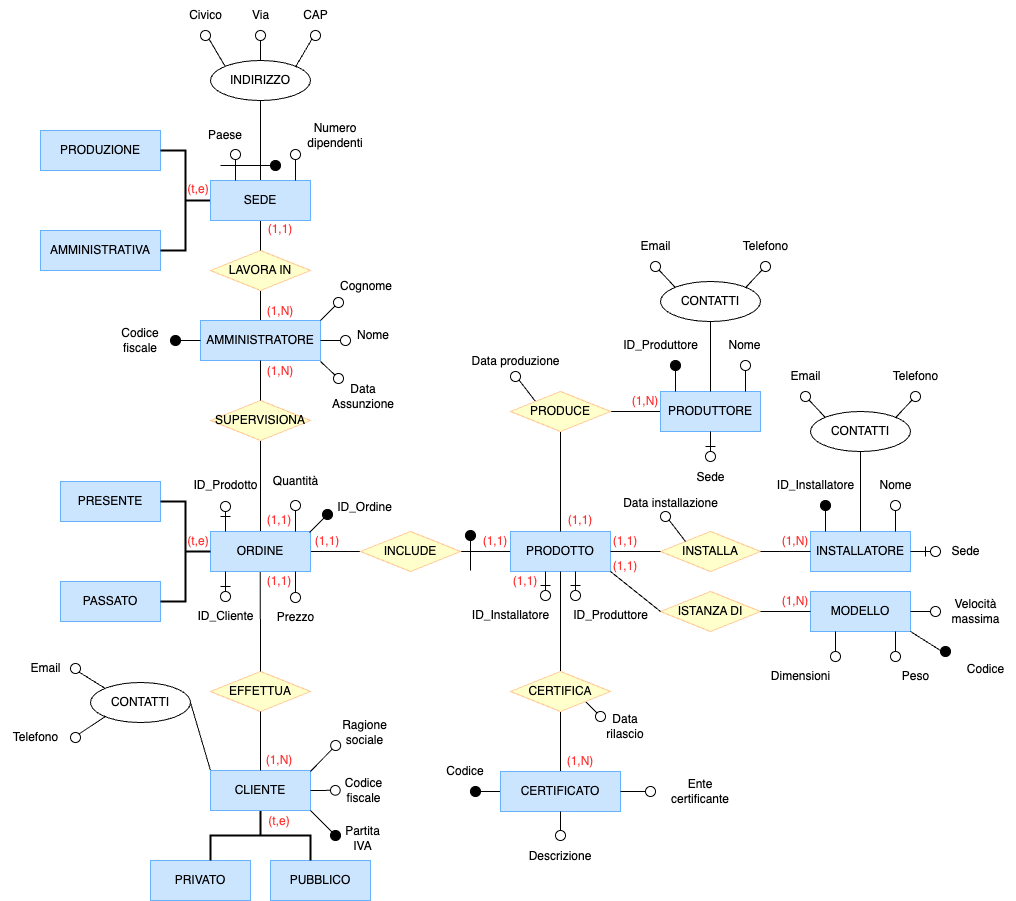 Civico
Via
CAP
INDIRIZZO
Paese
Numero
dipendenti
PRODUZIONE
(t,e)
SEDE
AMMINISTRATIVA
(1,1)
LAVORA IN
Cognome
(1,N)
Codice
fiscale
AMMINISTRATORE
Nome
(1,N)
Data
Assunzione
SUPERVISIONA
Email
Telefono
CONTATTI
ID_Produttore
Nome
Data produzione
PRODUCE
(1,N)
PRODUTTORE
Sede
Email
Telefono
CONTATTI
ID_Installatore
Nome
PRESENTE
ID_Prodotto
Quantità
ID_Ordine
(t,e)
(1,1)
ORDINE
(1,1)
INCLUDE
(1,1)
(1,1)
PRODOTTO
(1,1)
Data installazione
INSTALLA
(1,N)
INSTALLATORE
Sede
PASSATO
(1,1)
ID_Cliente
Prezzo
(1,1)
(1,1)
ID_Installatore
ID_Produttore
ISTANZA DI
(1,N)
MODELLO
Velocità
massima
Dimensioni
Peso
Codice
Email
CONTATTI
Telefono
EFFETTUA
CERTIFICA
Data
rilascio
(1,N)
Ragione
sociale
CLIENTE
Codice
fiscale
(t,e)
Partita
IVA
PRIVATO
PUBBLICO
(1,N)
Codice
CERTIFICATO
Ente
certificante
Descrizione